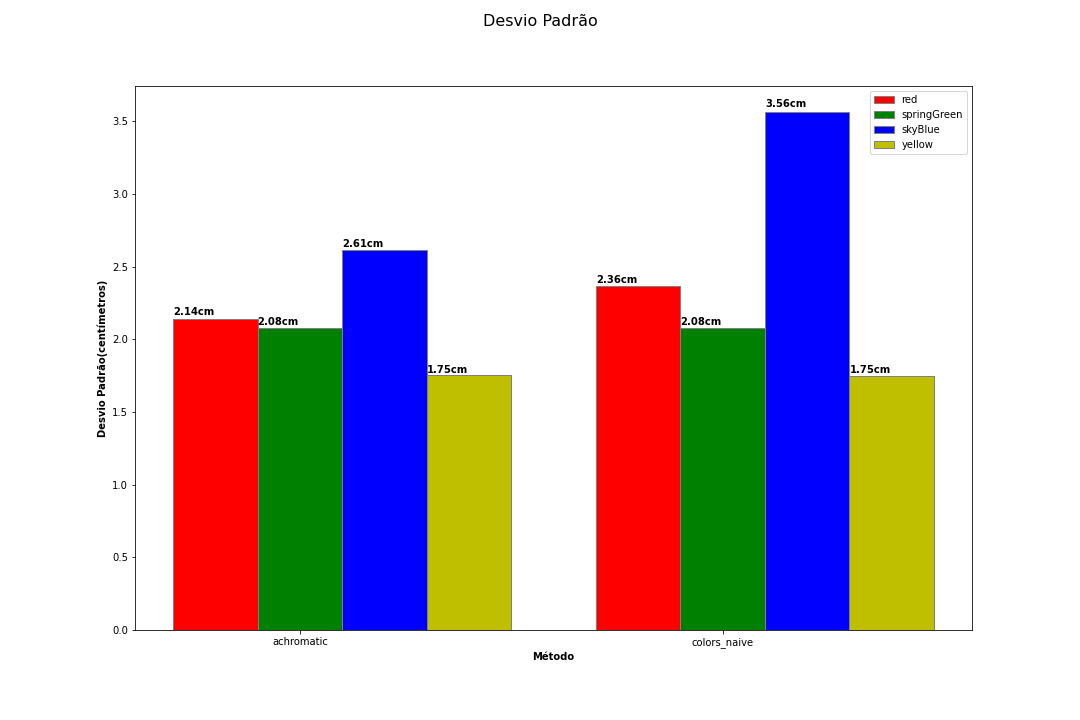 Desvio Padrão
3.56cm
red
springGreen
skyBlue
yellow
3.5
3.0
2.61cm
2.5
2.36cm
2.14cm
2.08cm
2.08cm
2.0
1.75cm
1.75cm
1.5
1.0
0.5
0.0
Desvio Padrão(centímetros)
achromatic
colors_naive
Método